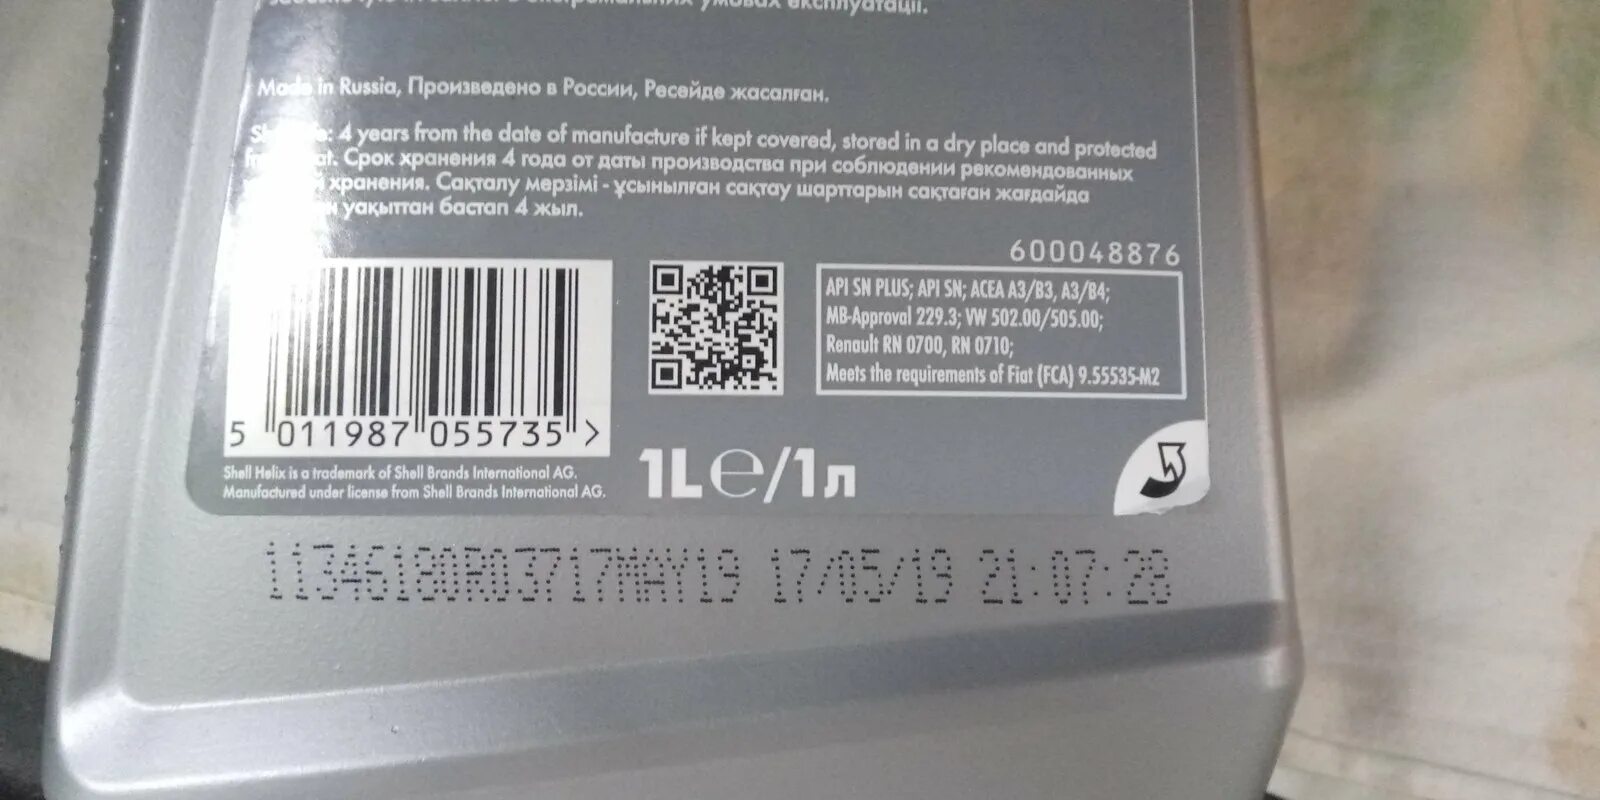 в экстремальних умовах експлуатації.
Made in Russia, Произведено в России, Ресейде жасалған.
4 years from the date of manufacture if kept covered, stored in a dry place and protected
Срок хранения 4 года от даты производства при соблюдении рекомендованных
хранения. Сақталу мерзімі - ұсынылған сақтау шарттарын сақтаған жағдайда
уақыттан бастап 4 жыл.
600048876
API SN PLUS; API SN; ACEA A3/B3, A3/B4;
MB-Approval 229.3; VW 502.00/505.00;
Renault RN 0700, RN 0710;
Meets the requirements of Fiat (FCA) 9.55535-M2
5 011987 055735 >
Shell Helix is a trademark of Shell Brands International AG.
Manufactured under license from Shell Brands International AG.
1L e/1л
11346180R03717MAY19 17/05/19 21:07:28